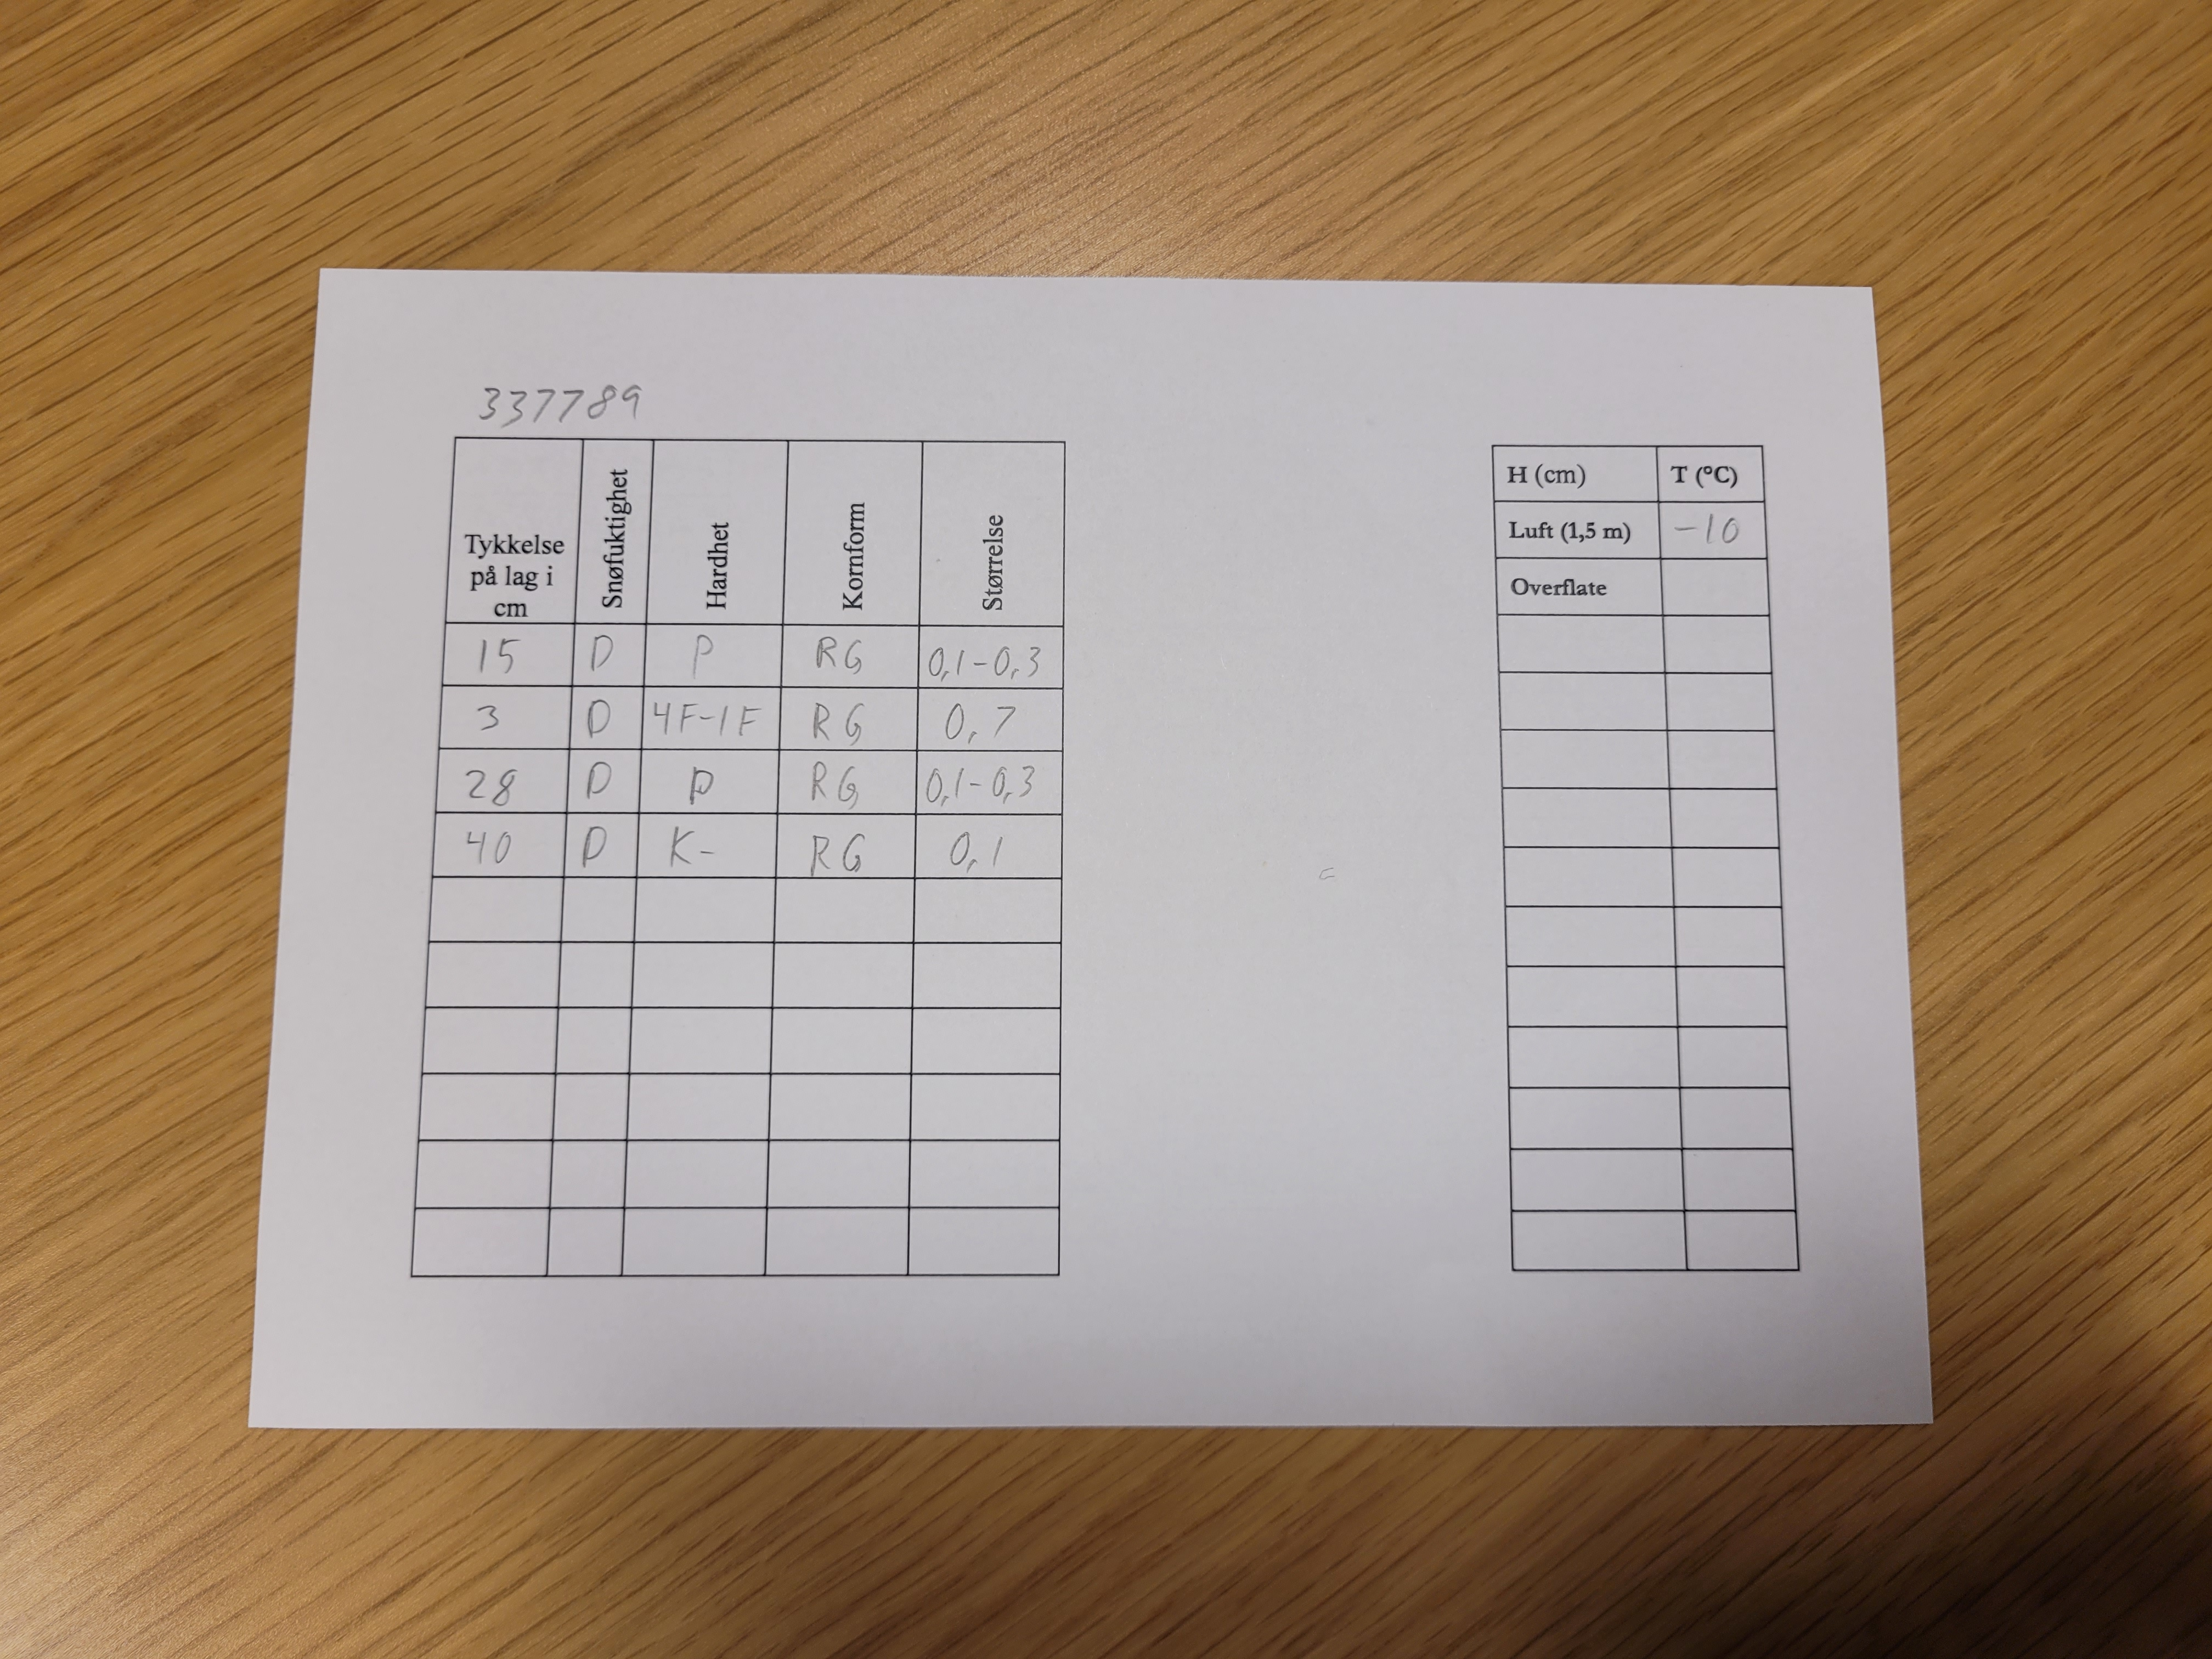 337789
Tykkelse på lag i cm Snøfuktighet Hardhet Kornform Størrelse
15 D P RG 0,1-0,3
3 D 4F-1F RG 0,7
28 D P RG 0,1-0,3
40 D K- RG 0,1
H (cm) T (°C)
Luft (1,5 m) -10
Overflate